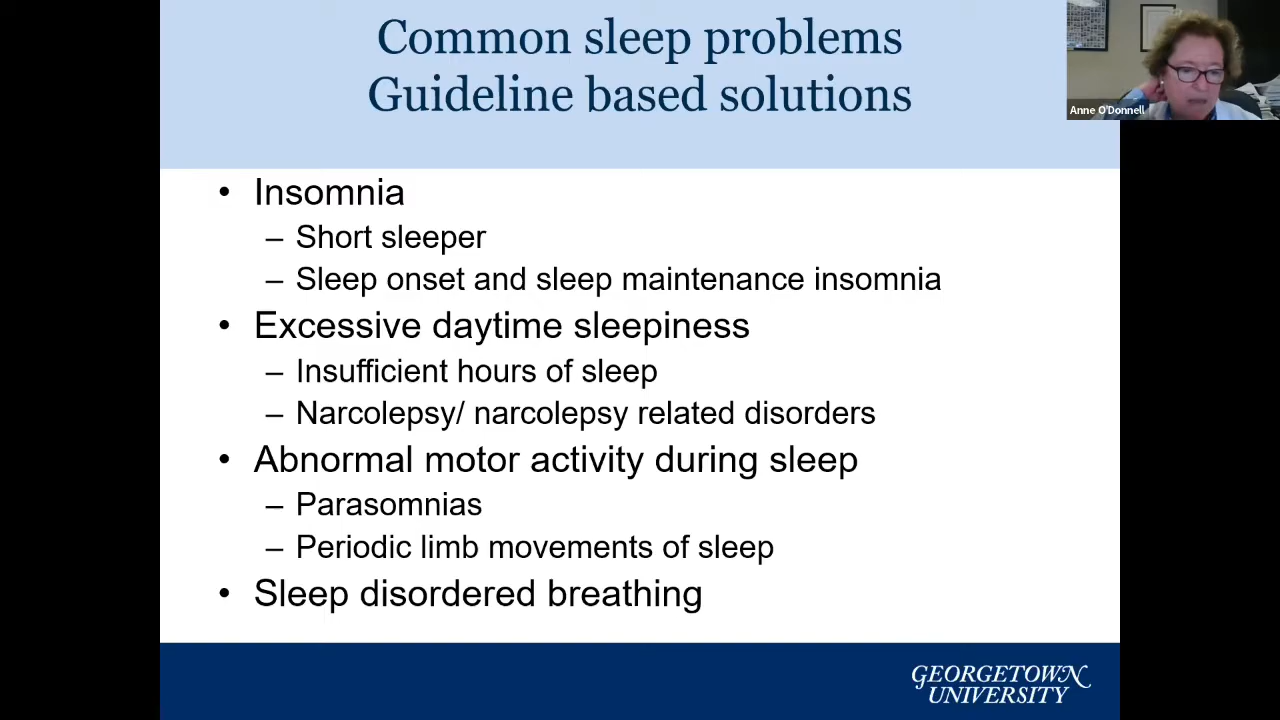 Common sleep problems
Guideline based solutions
Anne O'Donnell
• Insomnia
– Short sleeper
– Sleep onset and sleep maintenance insomnia
• Excessive daytime sleepiness
– Insufficient hours of sleep
– Narcolepsy/ narcolepsy related disorders
• Abnormal motor activity during sleep
– Parasomnias
– Periodic limb movements of sleep
• Sleep disordered breathing
GEORGETOWN
UNIVERSITY